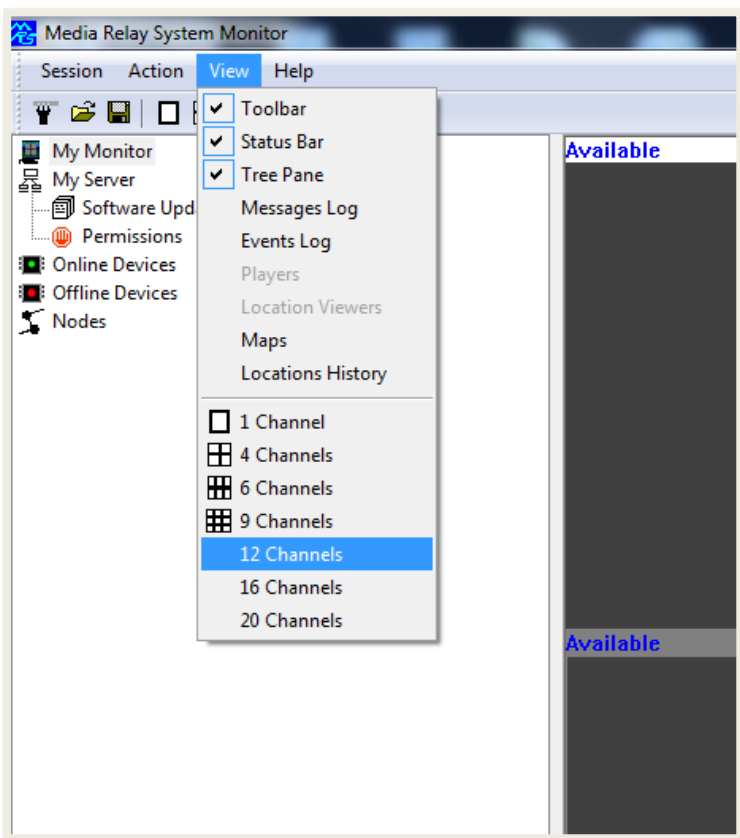 Media Relay System Monitor
Session Action View Help
My Monitor
My Server
Software Upd
Permissions
Online Devices
Offline Devices
Nodes
Toolbar
Status Bar
Tree Pane
Messages Log
Events Log
Players
Location Viewers
Maps
Locations History
1 Channel
4 Channels
6 Channels
9 Channels
12 Channels
16 Channels
20 Channels
Available
Available